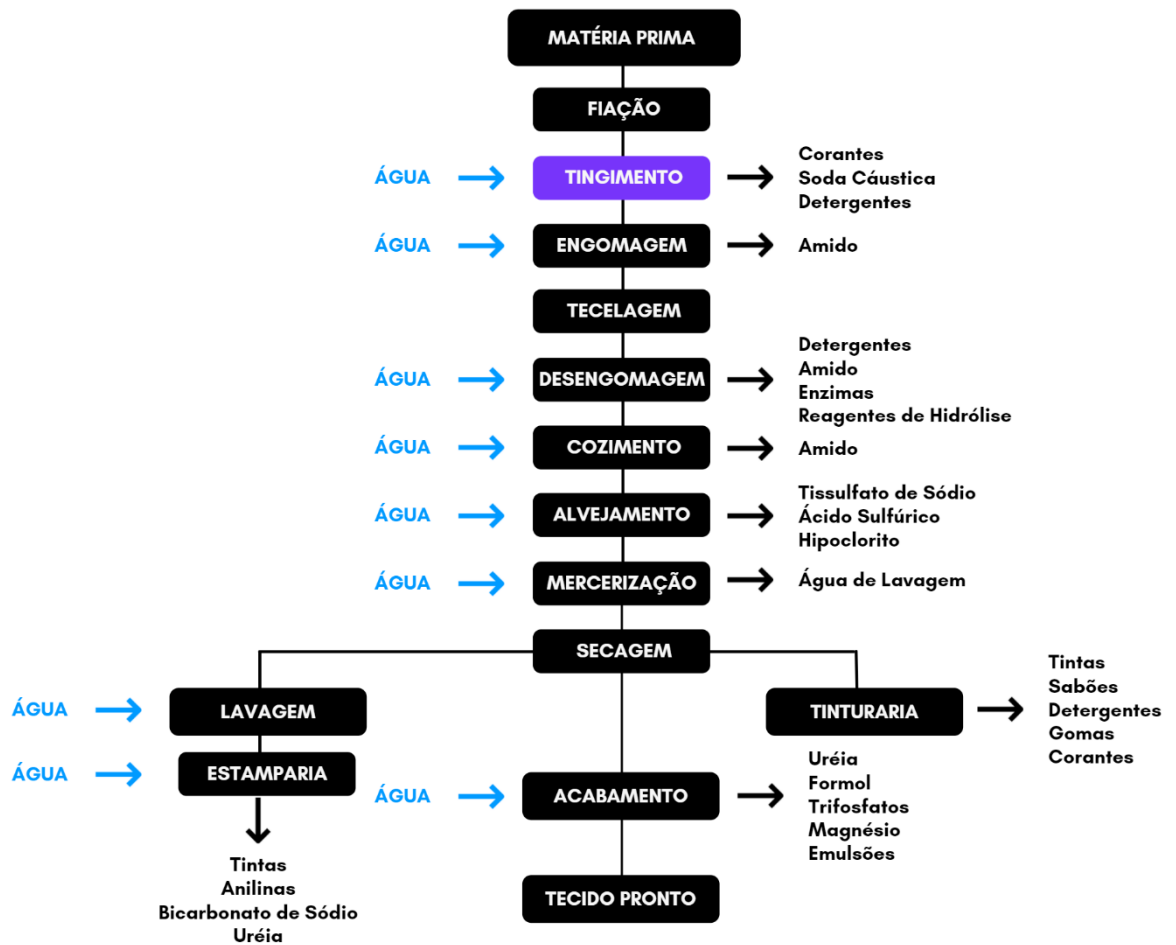 MATÉRIA PRIMA
FIAÇÃO
ÁGUA
TINGIMENTO
Corantes
Soda Cáustica
Detergentes
ÁGUA
ENGOMAGEM
Amido
TECELAGEM
ÁGUA
DESENGOMAGEM
Detergentes
Amido
Enzimas
Reagentes de Hidrólise
ÁGUA
COZIMENTO
Amido
ÁGUA
ALVEJAMENTO
Tissulfato de Sódio
Ácido Sulfúrico
Hipoclorito
ÁGUA
MERCERIZAÇÃO
Água de Lavagem
SECAGEM
ÁGUA
LAVAGEM
ÁGUA
ESTAMPARIA
Tintas
Anilinas
Bicarbonato de Sódio
Uréia
TINTURARIA
Tintas
Sabões
Detergentes
Gomas
Corantes
ÁGUA
ACABAMENTO
Uréia
Formol
Trifosfatos
Magnésio
Emulsões
TECIDO PRONTO